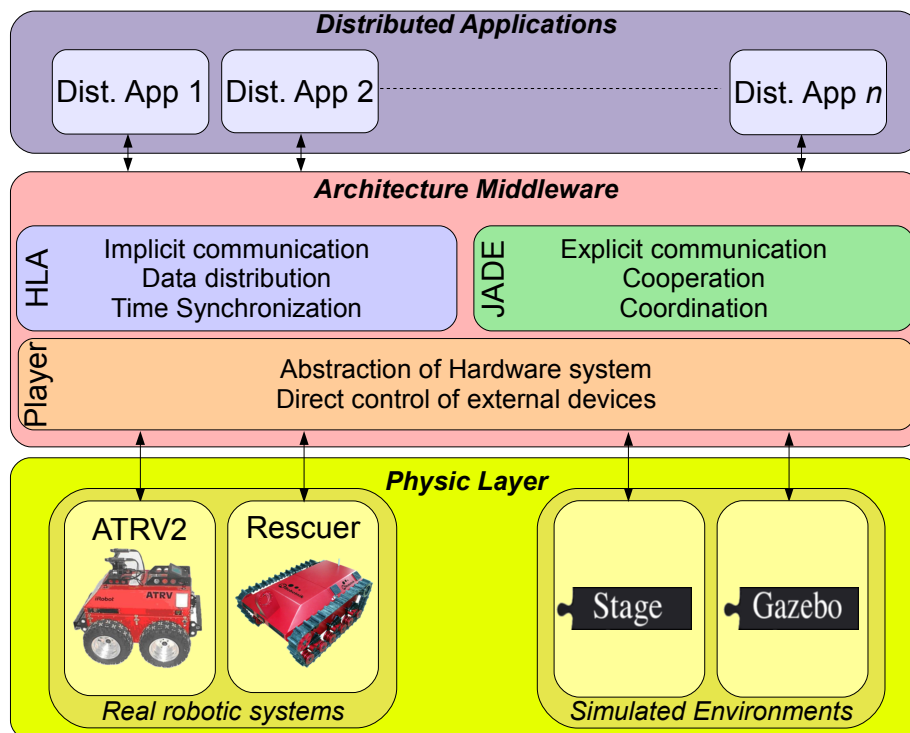 Distributed Applications
Dist. App 1
Dist. App 2
Dist. App n
Architecture Middleware
HLA
Implicit communication
Data distribution
Time Synchronization
JADE
Explicit communication
Cooperation
Coordination
Player
Abstraction of Hardware system
Direct control of external devices
Physic Layer
ATRV2
Rescuer
iRobot
ATRV
Stage
Gazebo
Real robotic systems
Simulated Environments